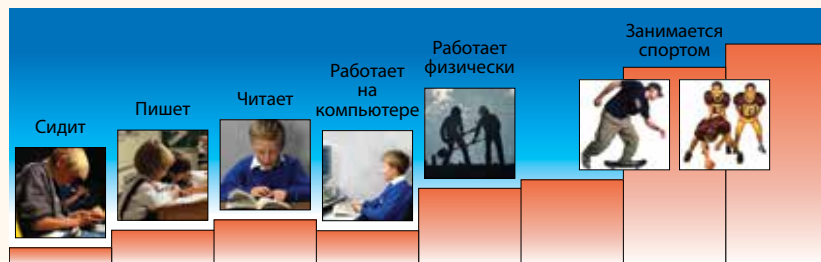 Сидит
Пишет
Читает
Работает
на
компьютере
Работает
физически
Занимается
спортом